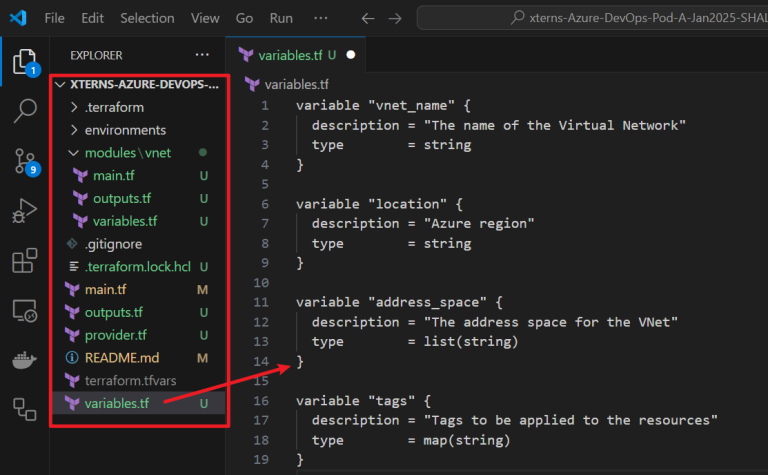 File Edit Selection View Go Run ··· xterns-Azure-DevOps-Pod-A-Jan2025-SHAL
EXPLORER ···
variables.tf U
1
XTERNS-AZURE-DEVOPS-...
variables.tf
.terraform
environments
modules\vnet
main.tf U
outputs.tf U
variables.tf U
9
.gitignore
.terraform.lock.hcl U
main.tf M
outputs.tf U
provider.tf U
README.md M
terraform.tfvars
variables.tf U
1 variable "vnet_name" {
2 description = "The name of the Virtual Network"
3 type = string
4 }
5
6 variable "location" {
7 description = "Azure region"
8 type = string
9 }
10
11 variable "address_space" {
12 description = "The address space for the VNet"
13 type = list(string)
14 }
15
16 variable "tags" {
17 description = "Tags to be applied to the resources"
18 type = map(string)
19 }